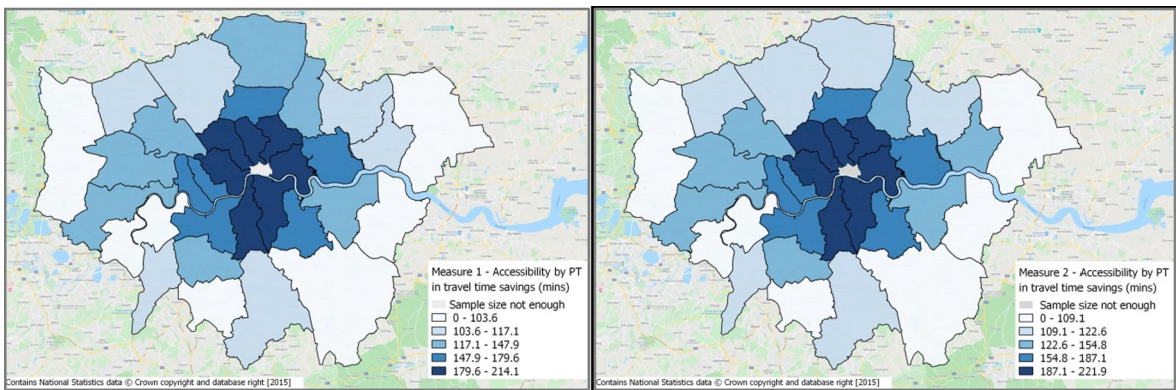 Measure 1 - Accessibility by PT
in travel time savings (mins)
Sample size not enough
0 - 103.6
103.6 - 117.1
117.1 - 147.9
147.9 - 179.6
179.6 - 214.1
Contains National Statistics data © Crown copyright and database right [2015]
Measure 2 - Accessibility by PT
in travel time savings (mins)
Sample size not enough
0 - 109.1
109.1 - 122.6
122.6 - 154.8
154.8 - 187.1
187.1 - 221.9
Contains National Statistics data © Crown copyright and database right [2015]